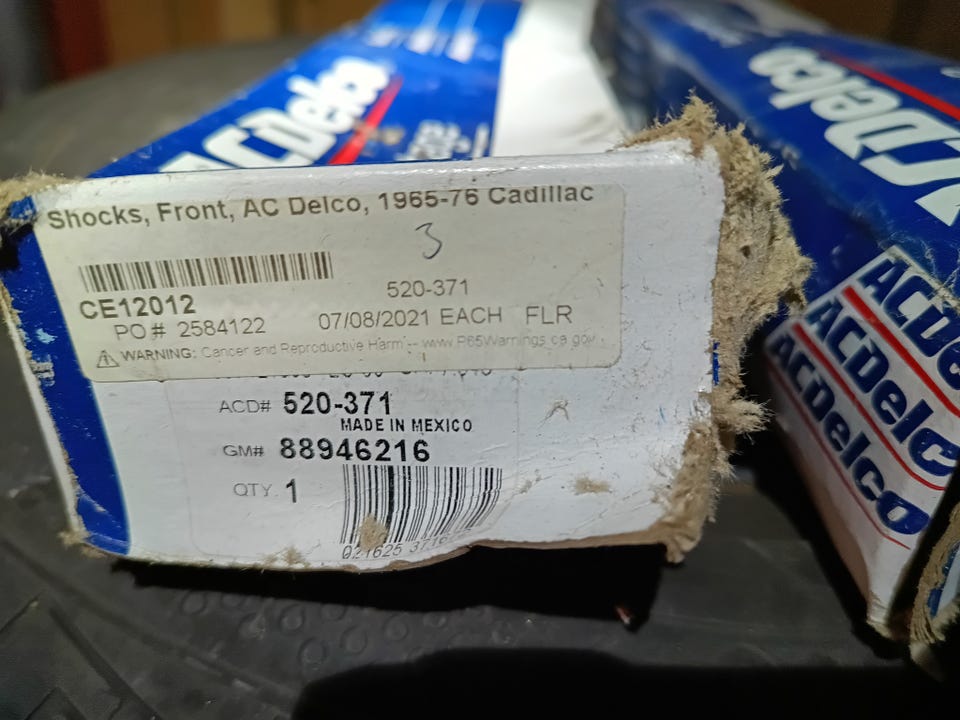 ACDelco
ACDelco
Shocks, Front, AC Delco, 1965-76 Cadillac
3
CE12012
520-371
PO# 2584122
07/08/2021 EACH FLR
WARNING: Cancer and Reproductive Harm -- www.P65Warnings.ca.gov
ACD# 520-371
MADE IN MEXICO
GM# 88946216
QTY. 1
ACDe
ACDelc
ACDelco